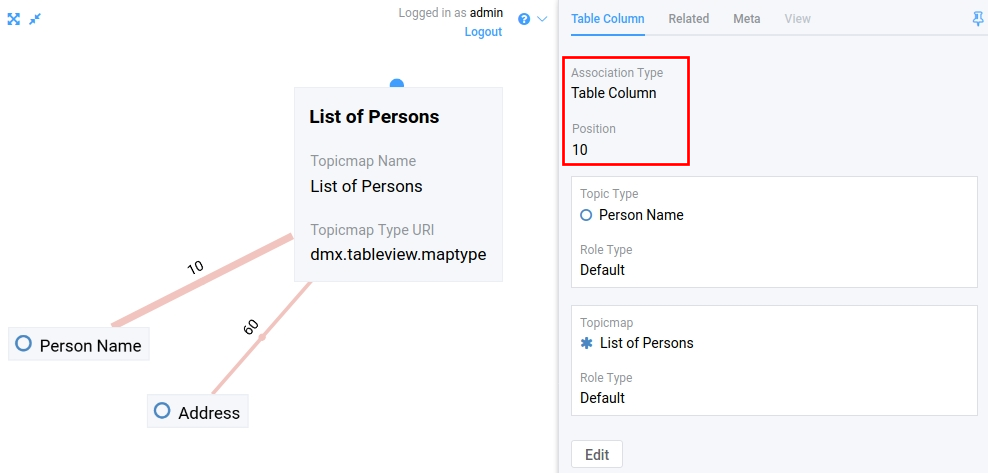 Logged in as admin
Logout
List of Persons
Topicmap Name
List of Persons
Topicmap Type URI
dmx.tableview.maptype
10
60
Person Name
Address
Table Column Related Meta View
Association Type
Table Column
Position
10
Topic Type
Person Name
Role Type
Default
Topicmap
List of Persons
Role Type
Default
Edit